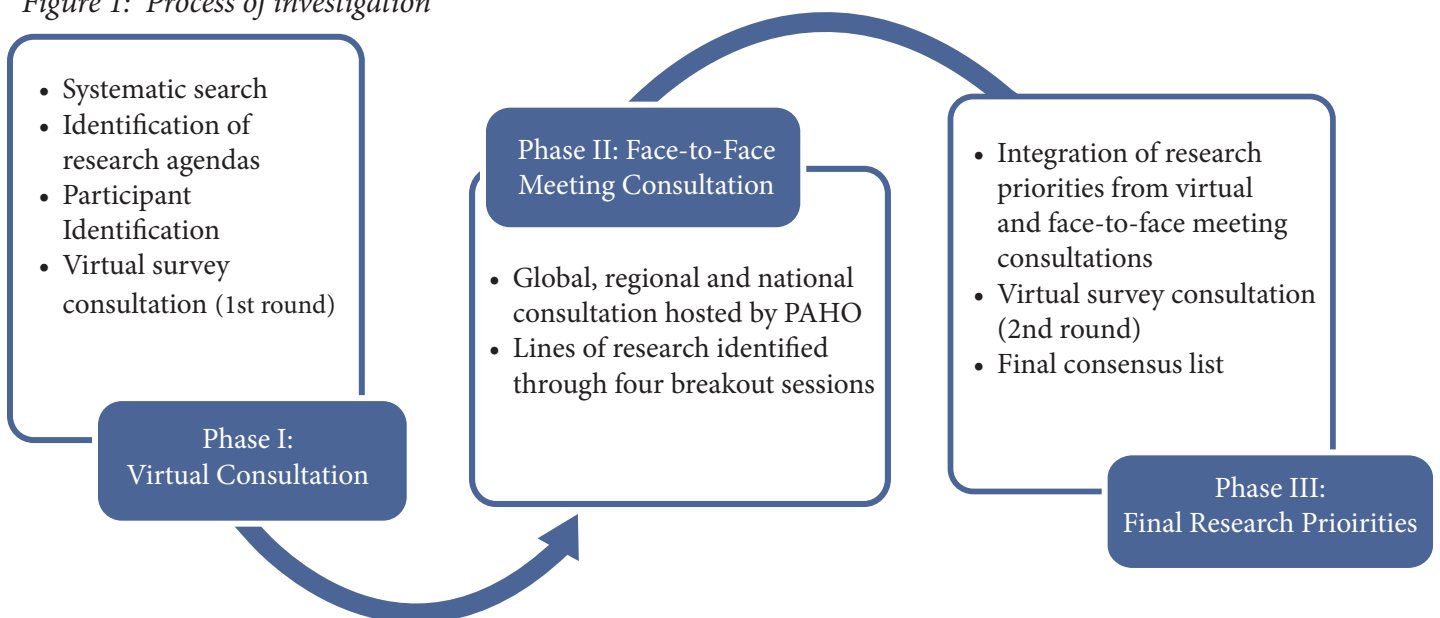 Figure 1: Process of investigation
• Systematic search
• Identification of
research agendas
• Participant
Identification
• Virtual survey
consultation (1st round)
Phase I:
Virtual Consultation
Phase II: Face-to-Face
Meeting Consultation
• Global, regional and national
consultation hosted by PAHO
• Lines of research identified
through four breakout sessions
• Integration of research
priorities from virtual
and face-to-face meeting
consultations
• Virtual survey consultation
(2nd round)
• Final consensus list
Phase III:
Final Research Prioirities